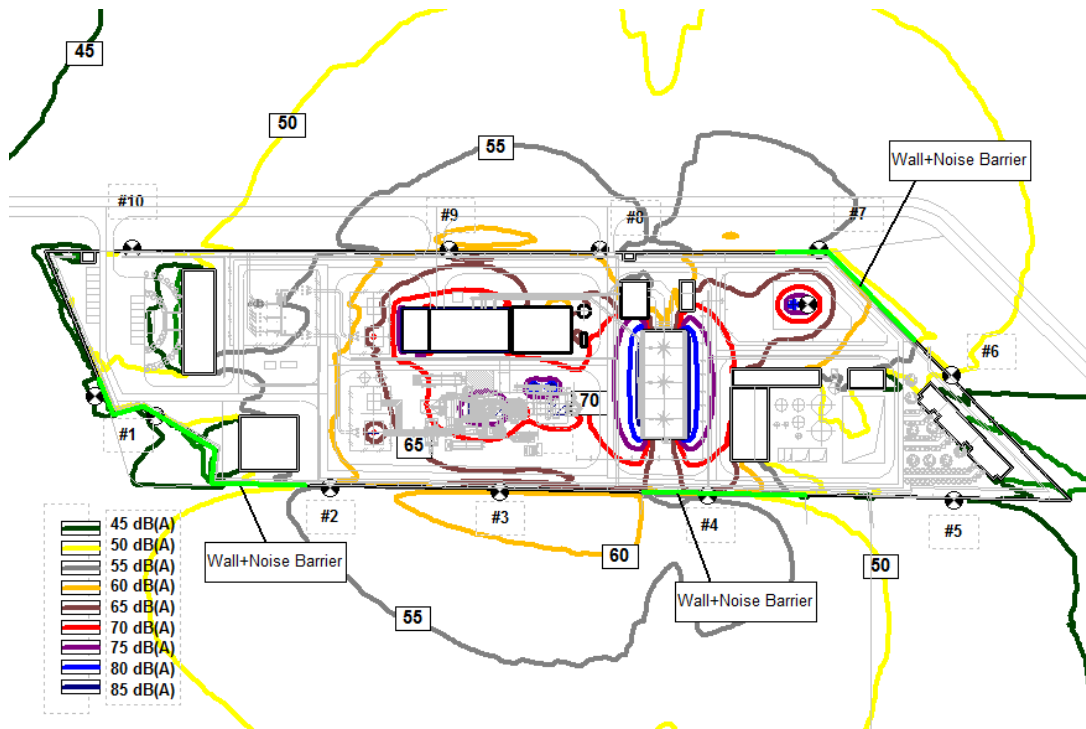 45
50
55
Wall+Noise Barrier
#10
#9
#8
#7
#6
70
65
#1
#2
#3
#4
#5
60
50
55
Wall+Noise Barrier
Wall+Noise Barrier
45 dB(A)
50 dB(A)
55 dB(A)
60 dB(A)
65 dB(A)
70 dB(A)
75 dB(A)
80 dB(A)
85 dB(A)